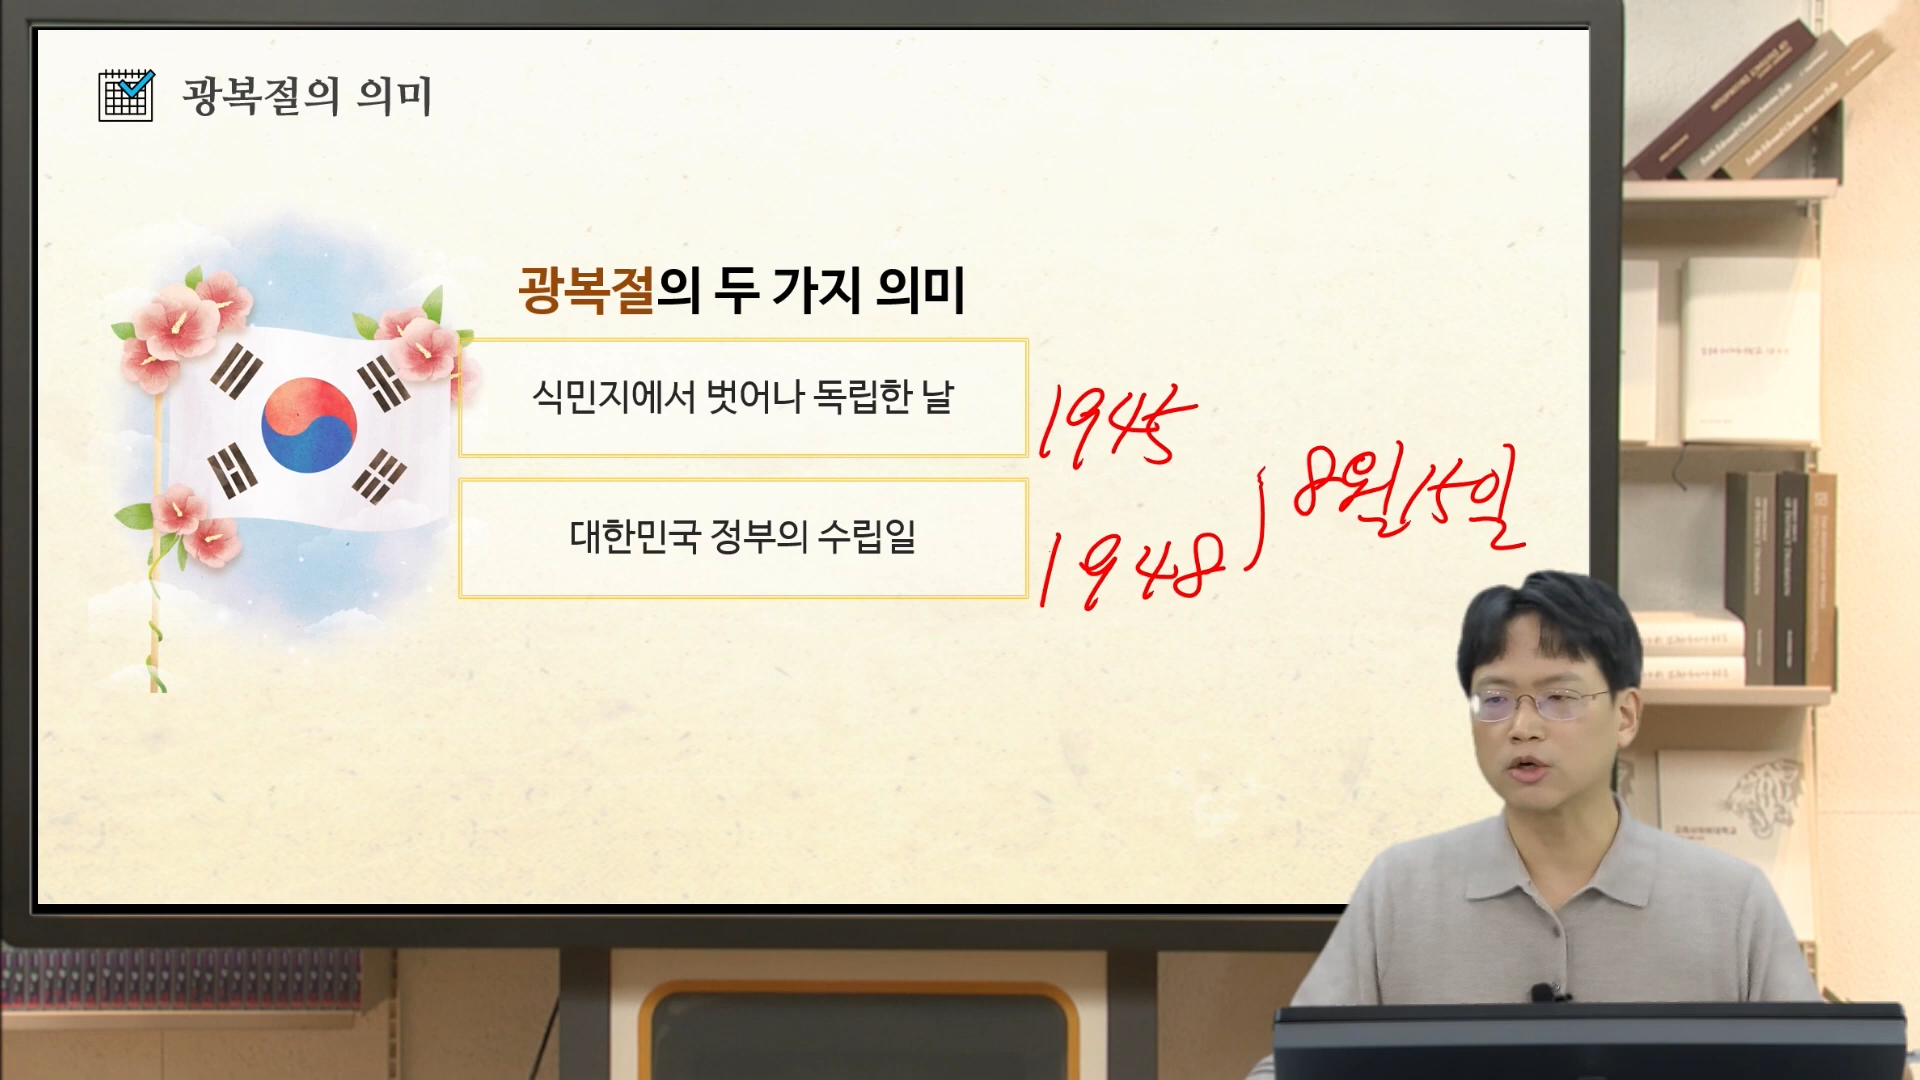 광복절의 의미
광복절의 두 가지 의미
식민지에서 벗어나 독립한 날
1945
8월 15일
대한민국 정부의 수립일
1948